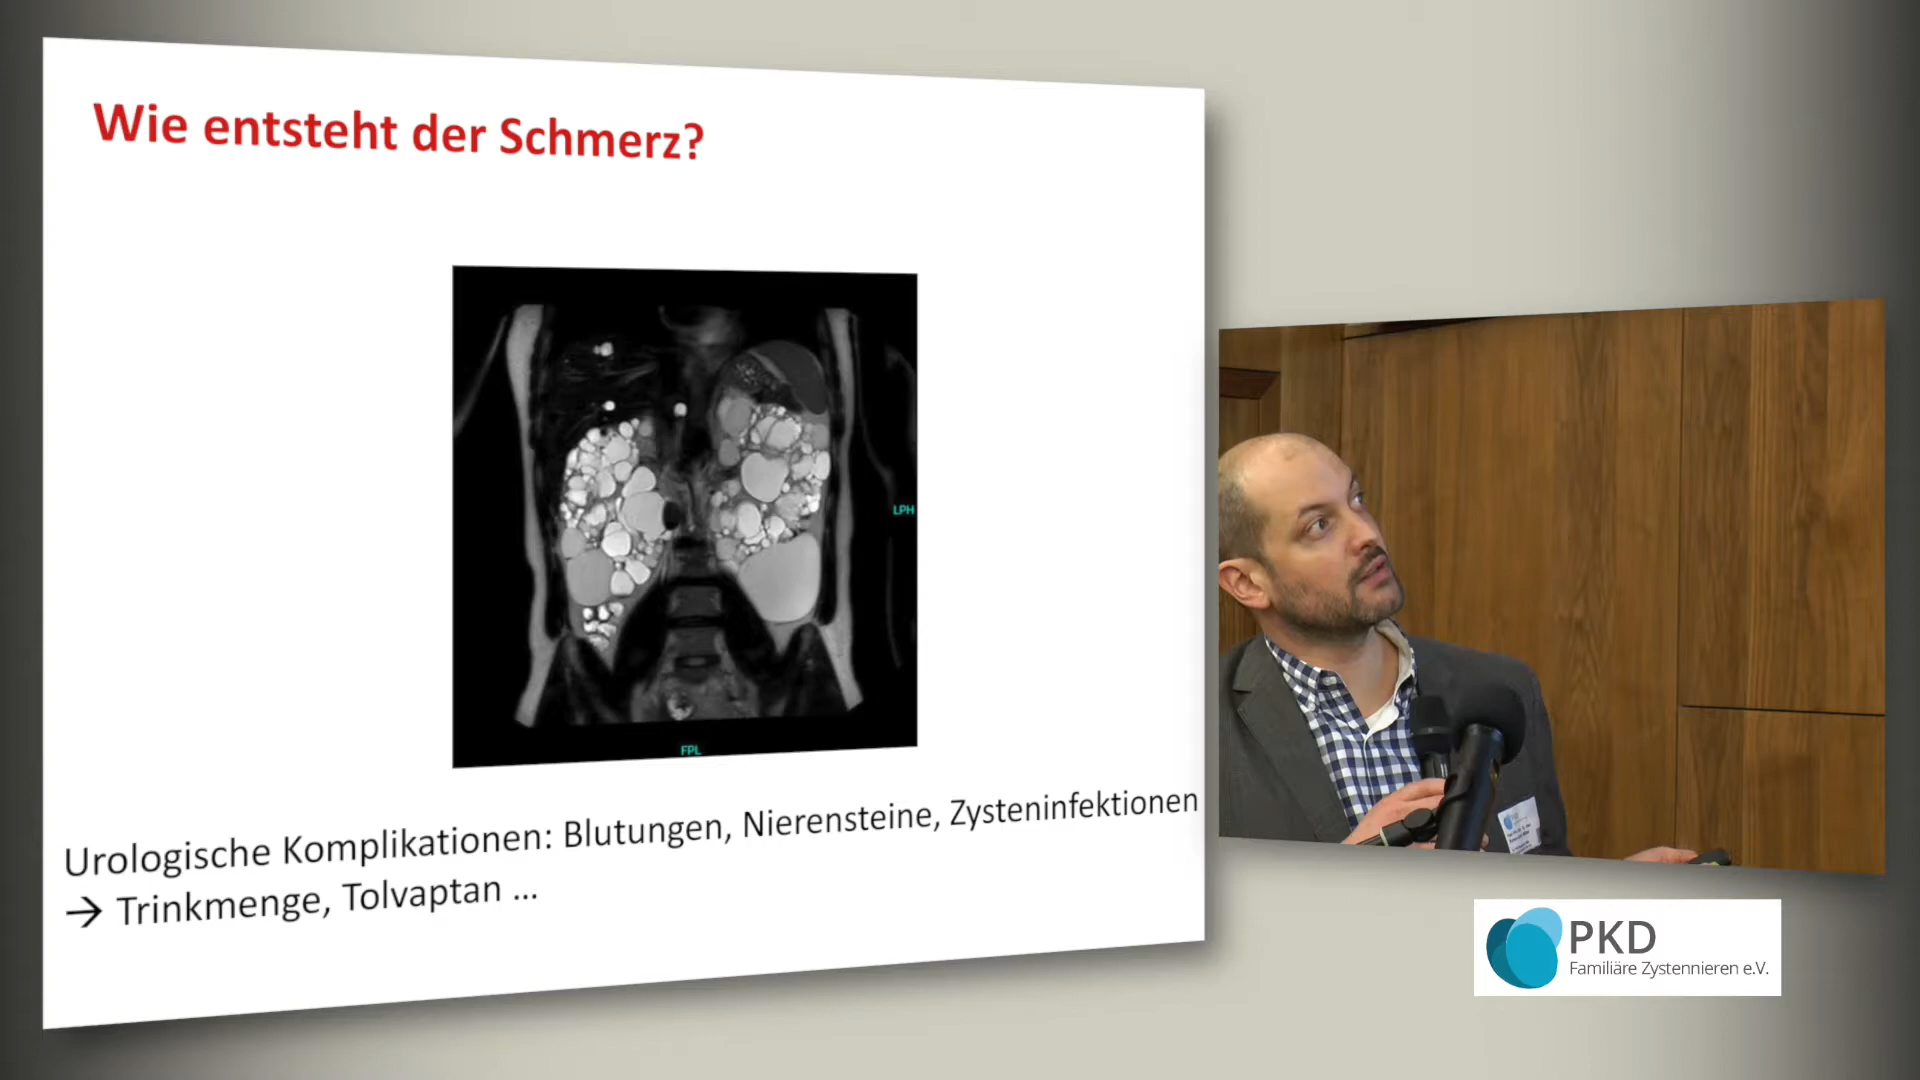 Wie entsteht der Schmerz?
LPH
FPL
Urologische Komplikationen: Blutungen, Nierensteine, Zysteninfektionen
→ Trinkmenge, Tolvaptan ...
PKD
Familiäre Zystennieren e.V.